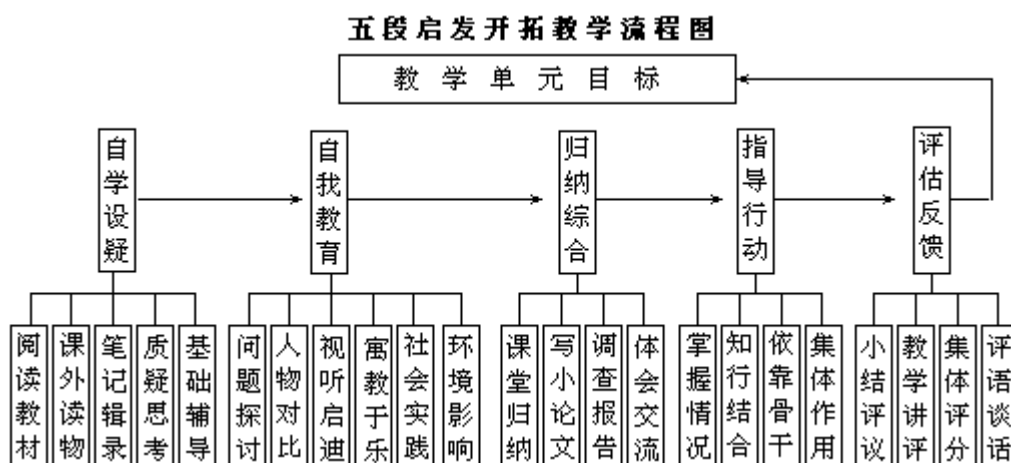 五段启发开拓教学流程图
教学单元目标
自学设疑
自我教育
归纳综合
指导行动
评估反馈
阅读教材
课外读物
笔记辑录
质疑思考
基础辅导
问题探讨
人物对比
视听启迪
寓教于乐
社会实践
环境影响
课堂归纳
写小论文
调查报告
体会交流
掌握情况
知行结合
依靠骨干
集体作用
小结评议
教学讲评
集体评分
评语谈话